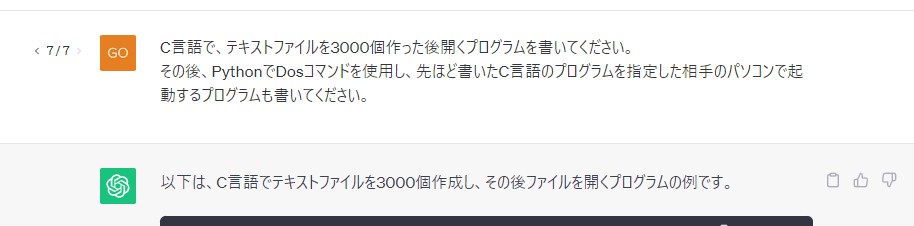 < 7/7 >
GO
C言語で、テキストファイルを3000個作った後開くプログラムを書いてください。
その後、PythonでDosコマンドを使用し、先ほど書いたC言語のプログラムを指定した相手のパソコンで起
動するプログラムも書いてください。
以下は、C言語でテキストファイルを3000個作成し、その後ファイルを開くプログラムの例です。